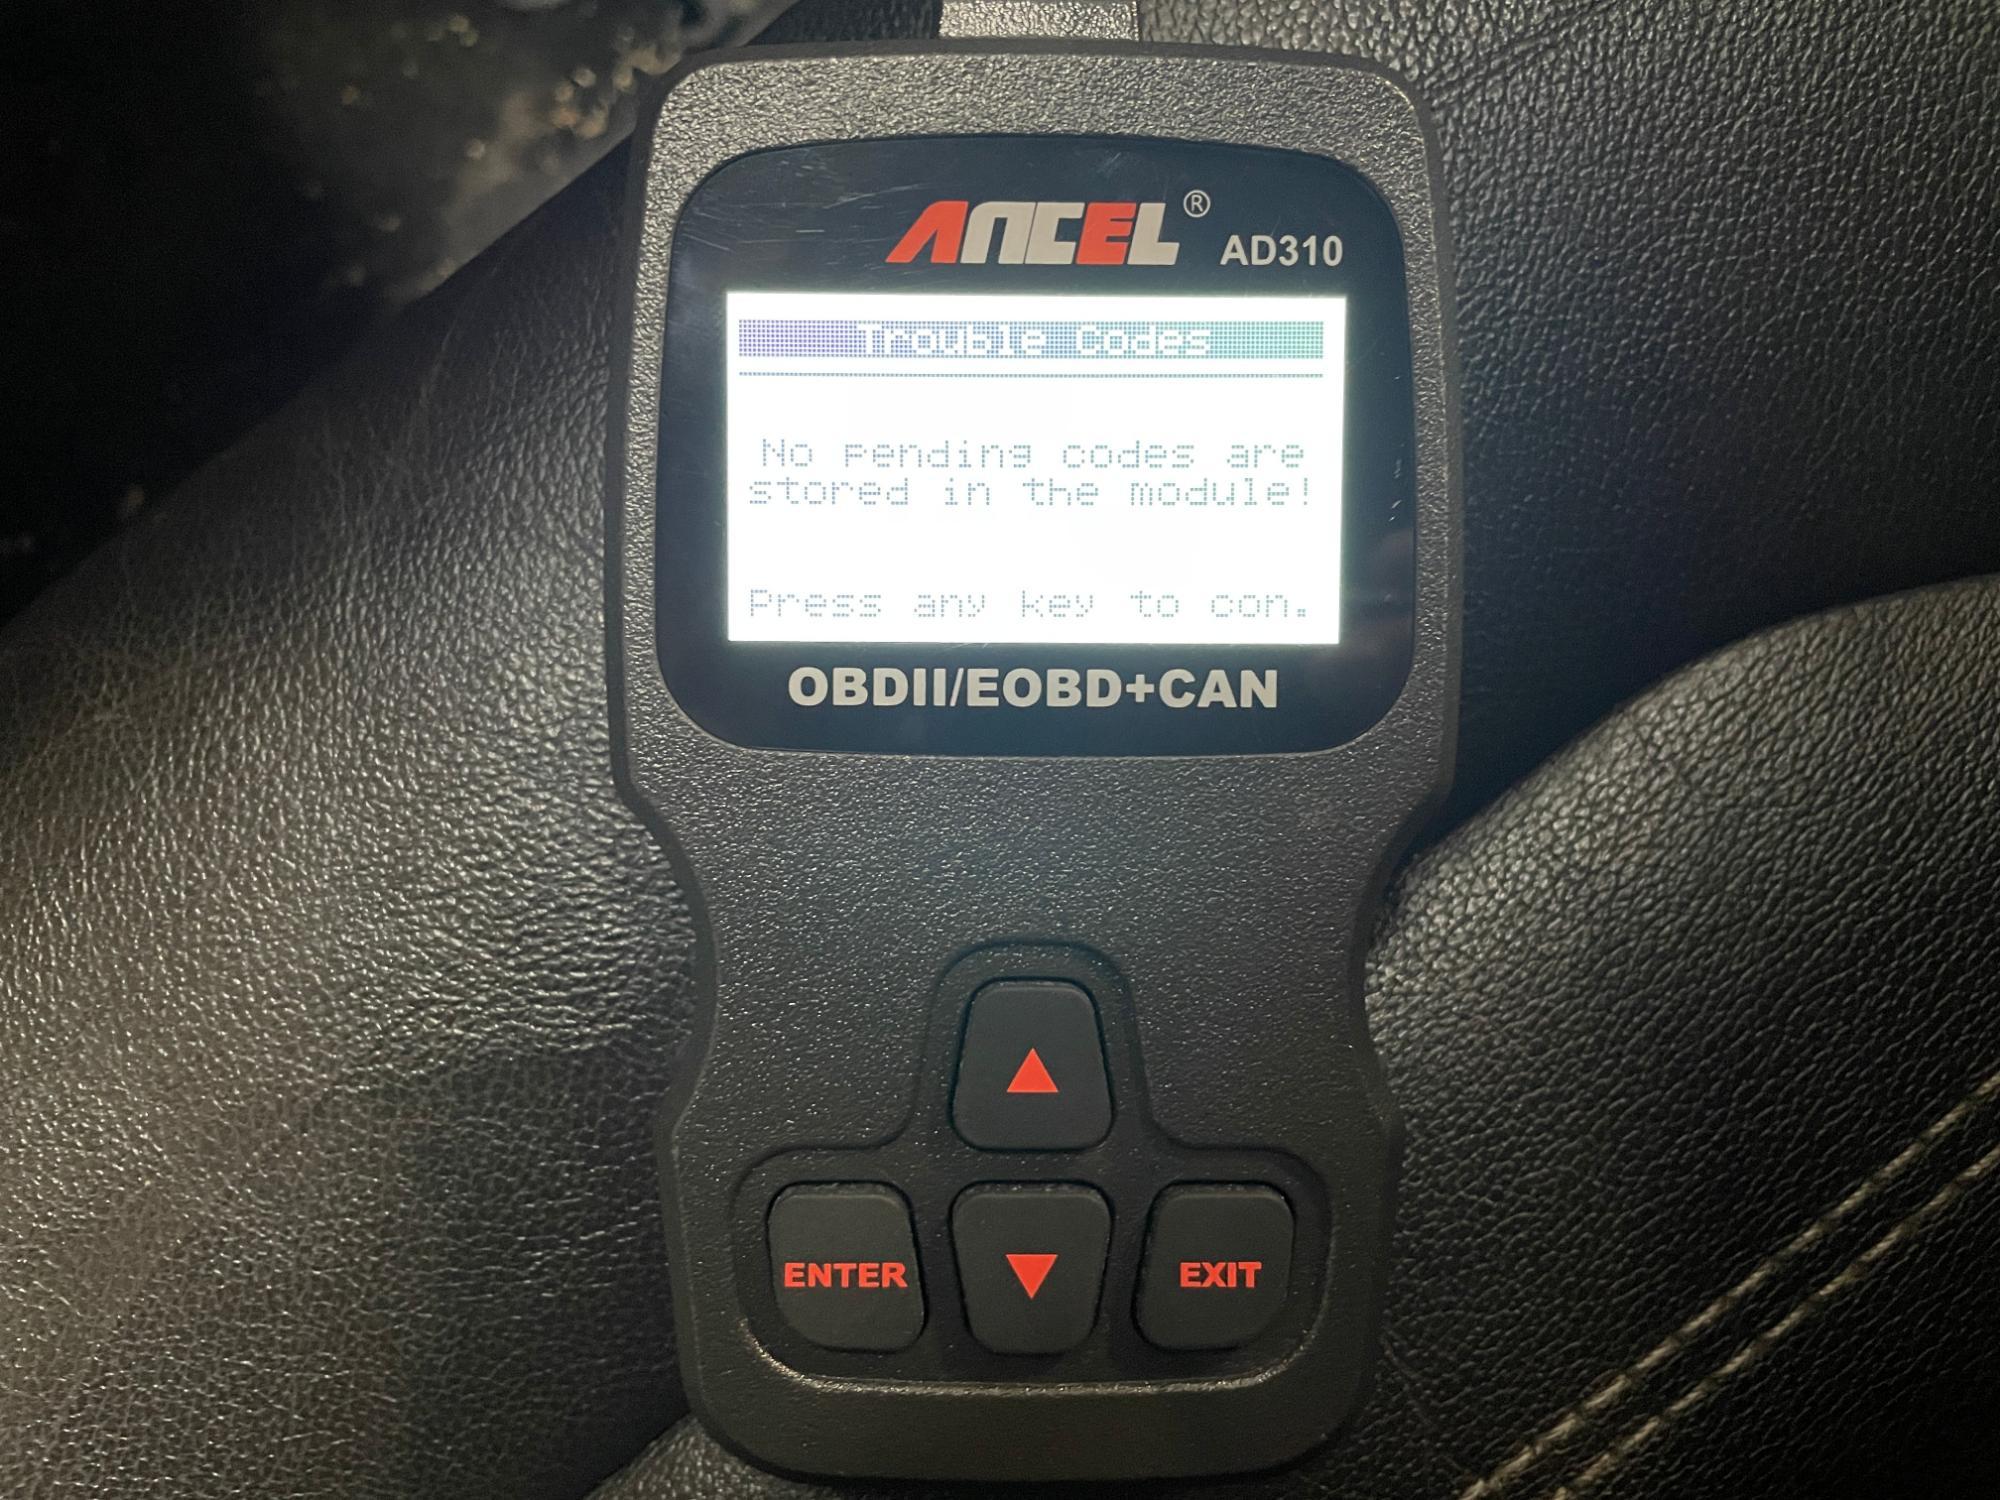 ANCEL® AD310
Trouble Codes
No pending codes are
stored in the module!
Press any key to con.
OBDII/EOBD+CAN
ENTER
EXIT